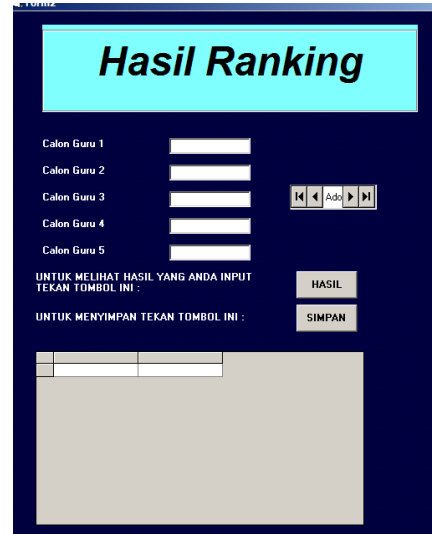 Form2
Hasil Ranking
Calon Guru 1
Calon Guru 2
Calon Guru 3
Ado
Calon Guru 4
Calon Guru 5
UNTUK MELIHAT HASIL YANG ANDA INPUT
TEKAN TOMBOL INI :
HASIL
UNTUK MENYIMPAN TEKAN TOMBOL INI :
SIMPAN